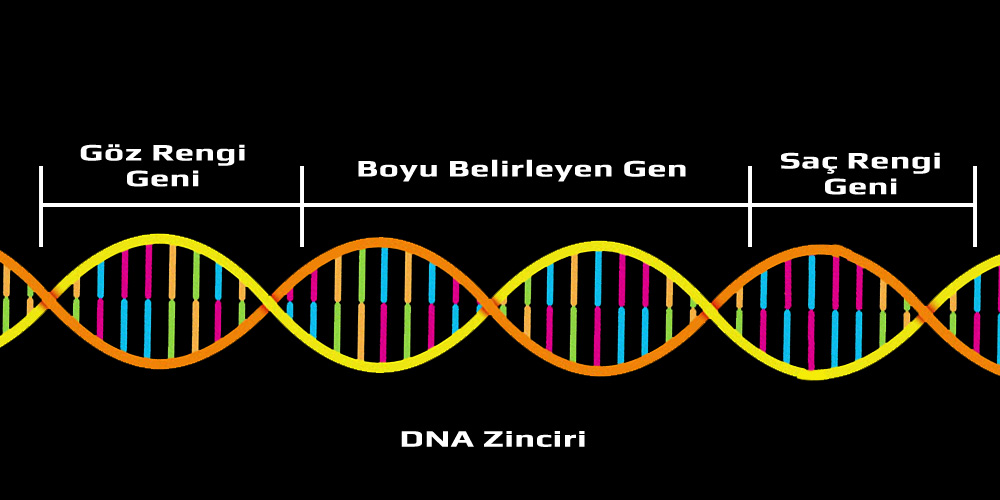 Göz Rengi
Geni
Boyu Belirleyen Gen
Saç Rengi
Geni
DNA Zinciri